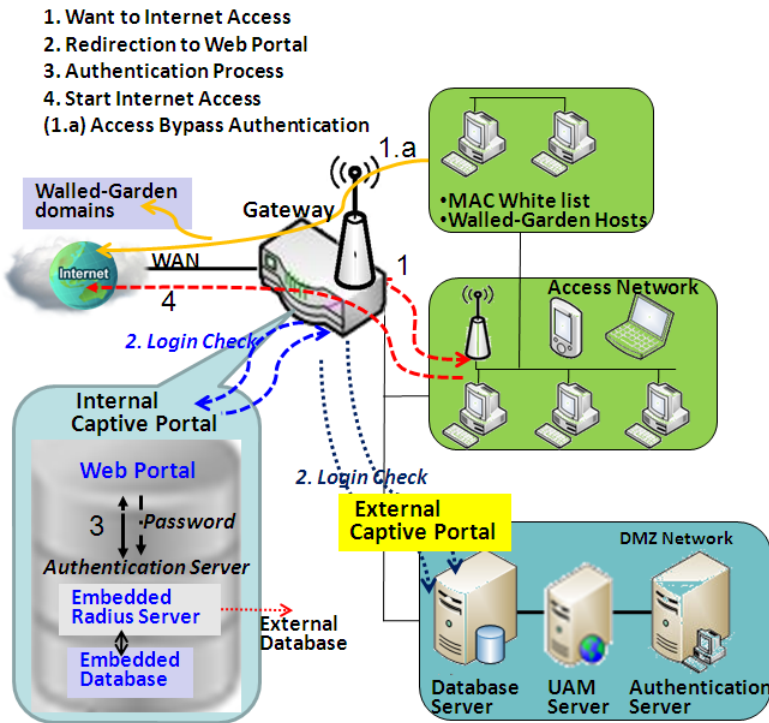 1. Want to Internet Access
2. Redirection to Web Portal
3. Authentication Process
4. Start Internet Access
(1.a) Access Bypass Authentication
1.a
Walled-Garden
domains
Gateway
•MAC White list
•Walled-Garden Hosts
Internet
WAN
1
4
Access Network
2. Login Check
Internal
Captive Portal
Web Portal
2. Login Check
3
Password
External
Captive Portal
Authentication Server
DMZ Network
Embedded
Radius Server
External
Database
Embedded
Database
Database
Server
UAM
Server
Authentication
Server